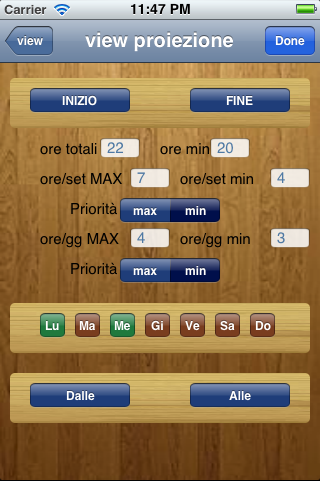 Carrier 11:47 PM
view view proiezione Done
INIZIO FINE
ore totali 22 ore min 20
ore/set MAX 7 ore/set min 4
Priorità max min
ore/gg MAX 4 ore/gg min 3
Priorità max min
Lu Ma Me Gi Ve Sa Do
Dalle Alle